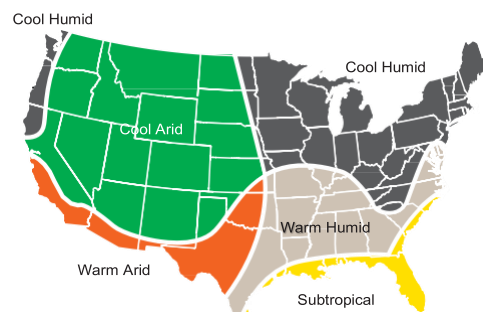 Cool Humid
Cool Humid
Cool Arid
Warm Humid
Warm Arid
Subtropical